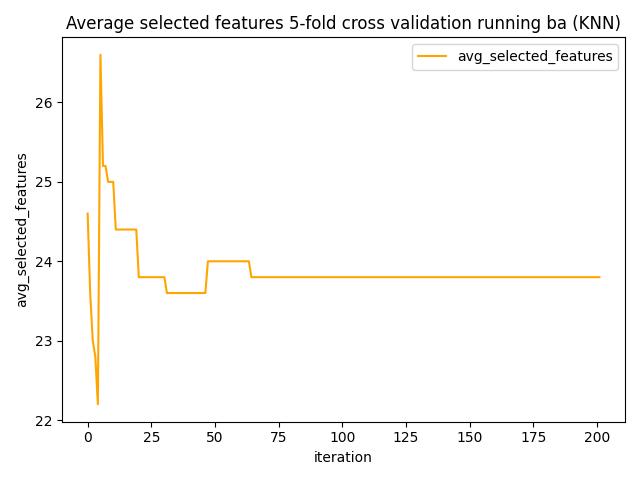 Average selected features 5-fold cross validation running ba (KNN)
avg_selected_features
26
25
24
23
22
avg_selected_features
0 25 50 75 100 125 150 175 200
iteration